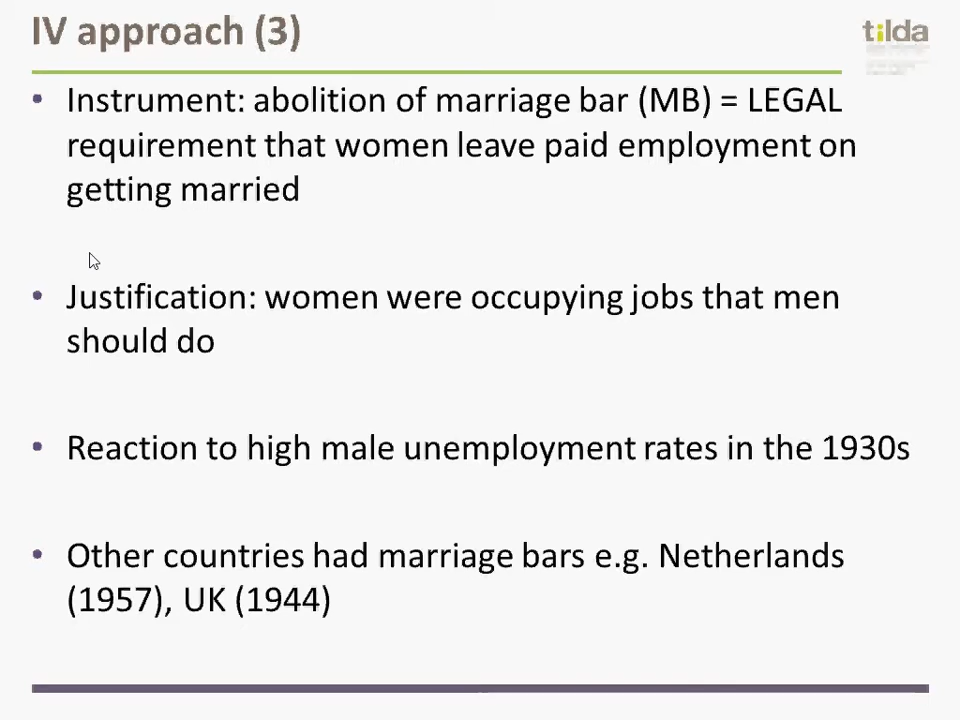 IV approach (3)
tilda
• Instrument: abolition of marriage bar (MB) = LEGAL
requirement that women leave paid employment on
getting married
• Justification: women were occupying jobs that men
should do
• Reaction to high male unemployment rates in the 1930s
• Other countries had marriage bars e.g. Netherlands
(1957), UK (1944)